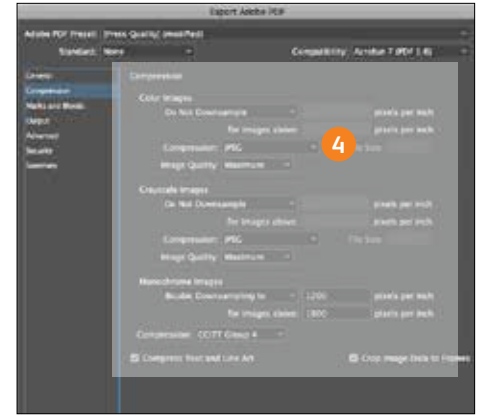 Export Adobe PDF
Adobe PDF Preset: [Press Quality] (modified)
Standard: None Compatibility: Acrobat 7 (PDF 1.6)
General
Compression
Marks and Bleeds
Output
Advanced
Security
Summary
Compression
Color Images
Do Not Downsample pixels per inch
for images above: pixels per inch
Compression: JPEG 4 Tile Size:
Image Quality: Maximum
Grayscale Images
Do Not Downsample pixels per inch
for images above: pixels per inch
Compression: JPEG Tile Size:
Image Quality: Maximum
Monochrome Images
Bicubic Downsampling to 1200 pixels per inch
for images above: 1800 pixels per inch
Compression: CCITT Group 4
Compress Text and Line Art Crop Image Data to Frames